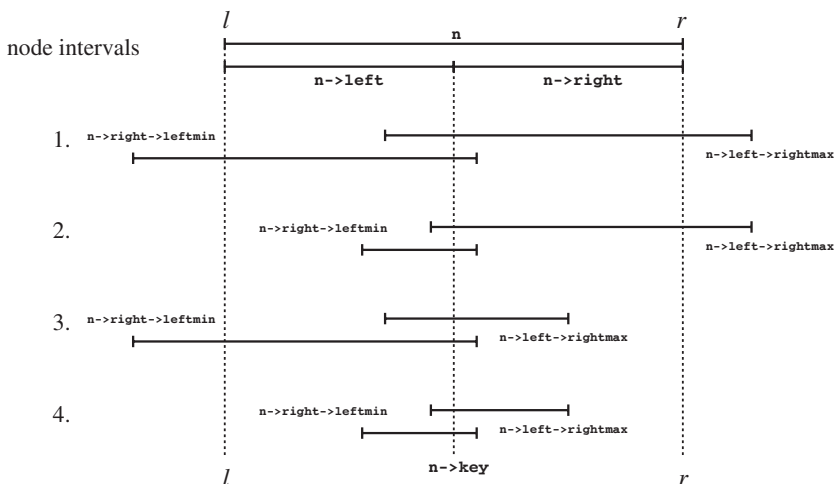 l r
n
node intervals
n->left n->right
1. n->right->leftmin
n->left->rightmax
2. n->right->leftmin
n->left->rightmax
3. n->right->leftmin
n->left->rightmax
4. n->right->leftmin
n->left->rightmax
n->key
l r